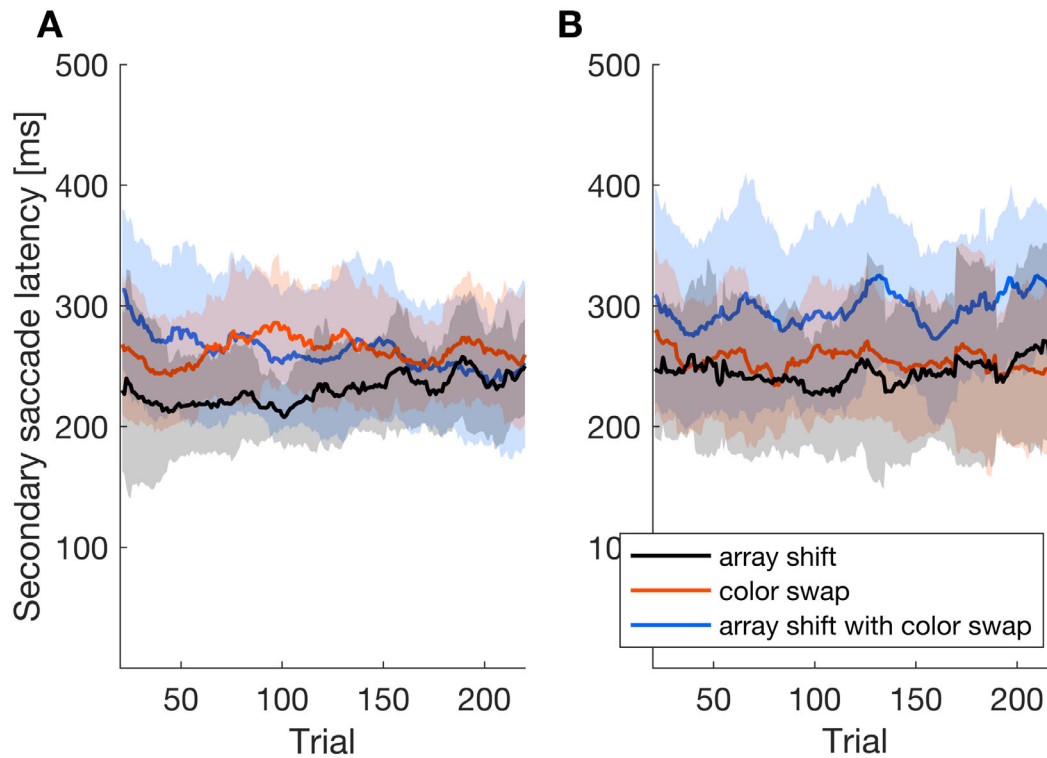 A
B
Secondary saccade latency [ms]
500
400
300
200
100
50 100 150 200
Trial
500
400
300
200
10
50 100 150 200
Trial
array shift
color swap
array shift with color swap